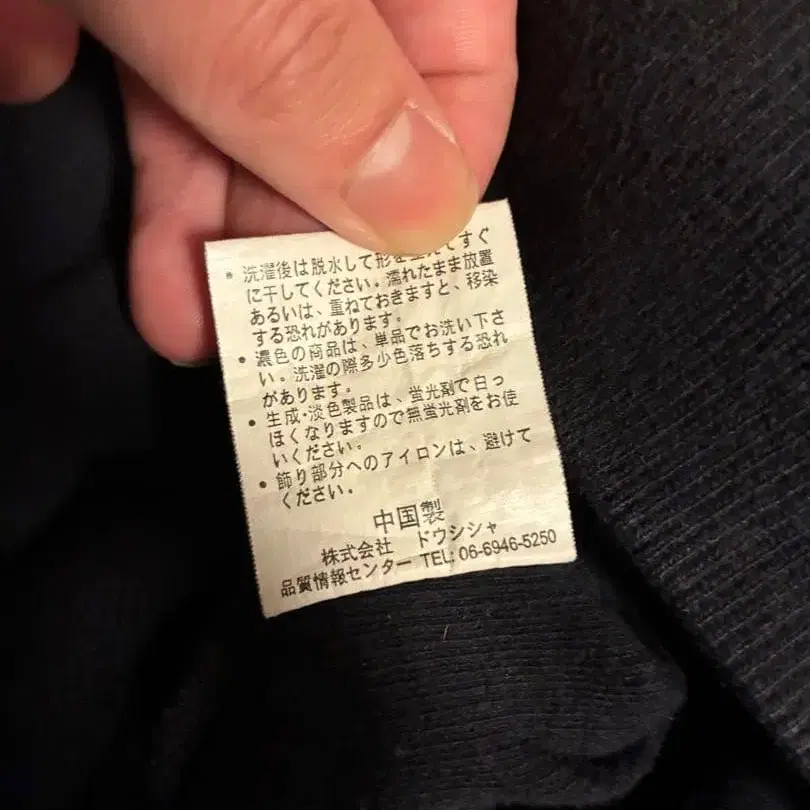 • 洗濯後は脱水して形を整えてすぐ
に干してください。濡れたまま放置
あるいは、重ねておきますと、移染
する恐れがあります。
• 濃色の商品は、単品でお洗い下さ
い。洗濯の際多少色落ちする恐れ
があります。
• 生成・淡色製品は、蛍光剤で白っ
ほくなりますので無蛍光剤をお使
いください。
• 飾り部分へのアイロンは、避けて
ください。
中国製
株式会社 ドウシシャ
品質情報センター TEL: 06-6946-5250